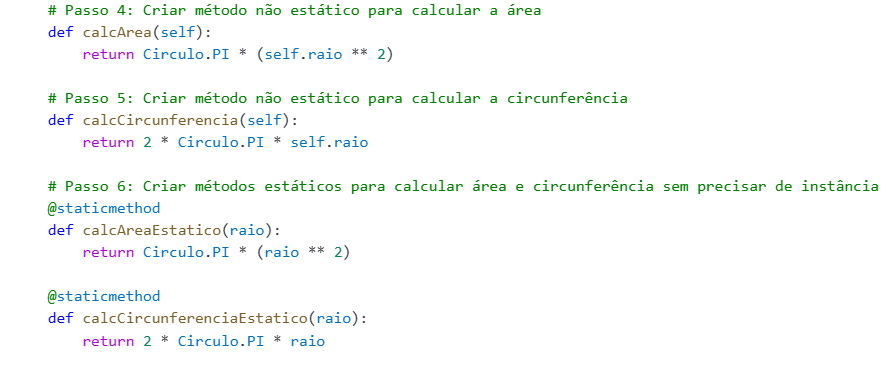 # Passo 4: Criar método não estático para calcular a área
def calcArea(self):
return Circulo.PI * (self.raio ** 2)
# Passo 5: Criar método não estático para calcular a circunferência
def calcCircunferencia(self):
return 2 * Circulo.PI * self.raio
# Passo 6: Criar métodos estáticos para calcular área e circunferência sem precisar de instância
@staticmethod
def calcAreaEstatico(raio):
return Circulo.PI * (raio ** 2)
@staticmethod
def calcCircunferenciaEstatico(raio):
return 2 * Circulo.PI * raio